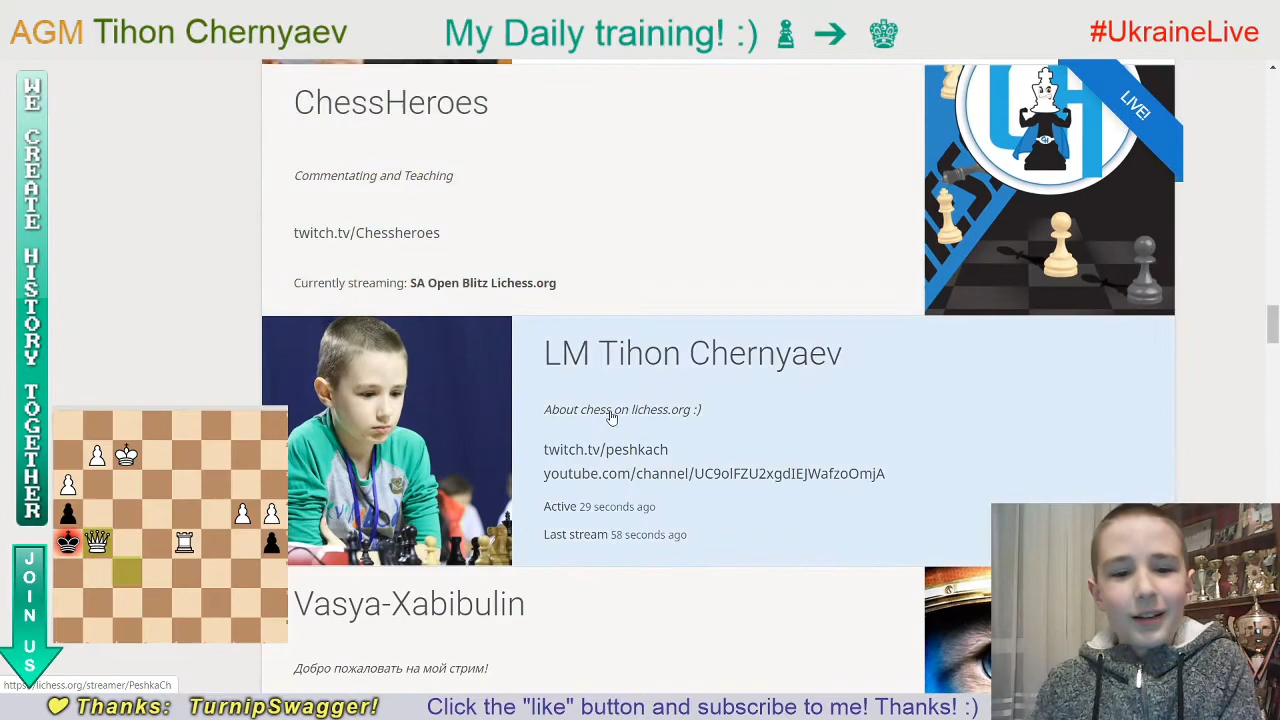 AGM Tihon Chernyaev
My Daily training! :)
#UkraineLive
WE CREATE HISTORY TOGETHER
JOIN US
ChessHeroes
Commentating and Teaching
twitch.tv/Chessheroes
Currently streaming: SA Open Blitz Lichess.org
LIVE!
LM Tihon Chernyaev
About chess on lichess.org :)
twitch.tv/peshkach
youtube.com/channel/UC9olFZU2xgdIEJWafzoOmjA
Active 29 seconds ago
Last stream 58 seconds ago
Vasya-Xabibulin
Добро пожаловать на мой стрим!
https://lichess.org/streamer/PeshkaCh
Thanks: TurnipSwagger!
Click the "like" button and subscribe to me! Thanks! :)